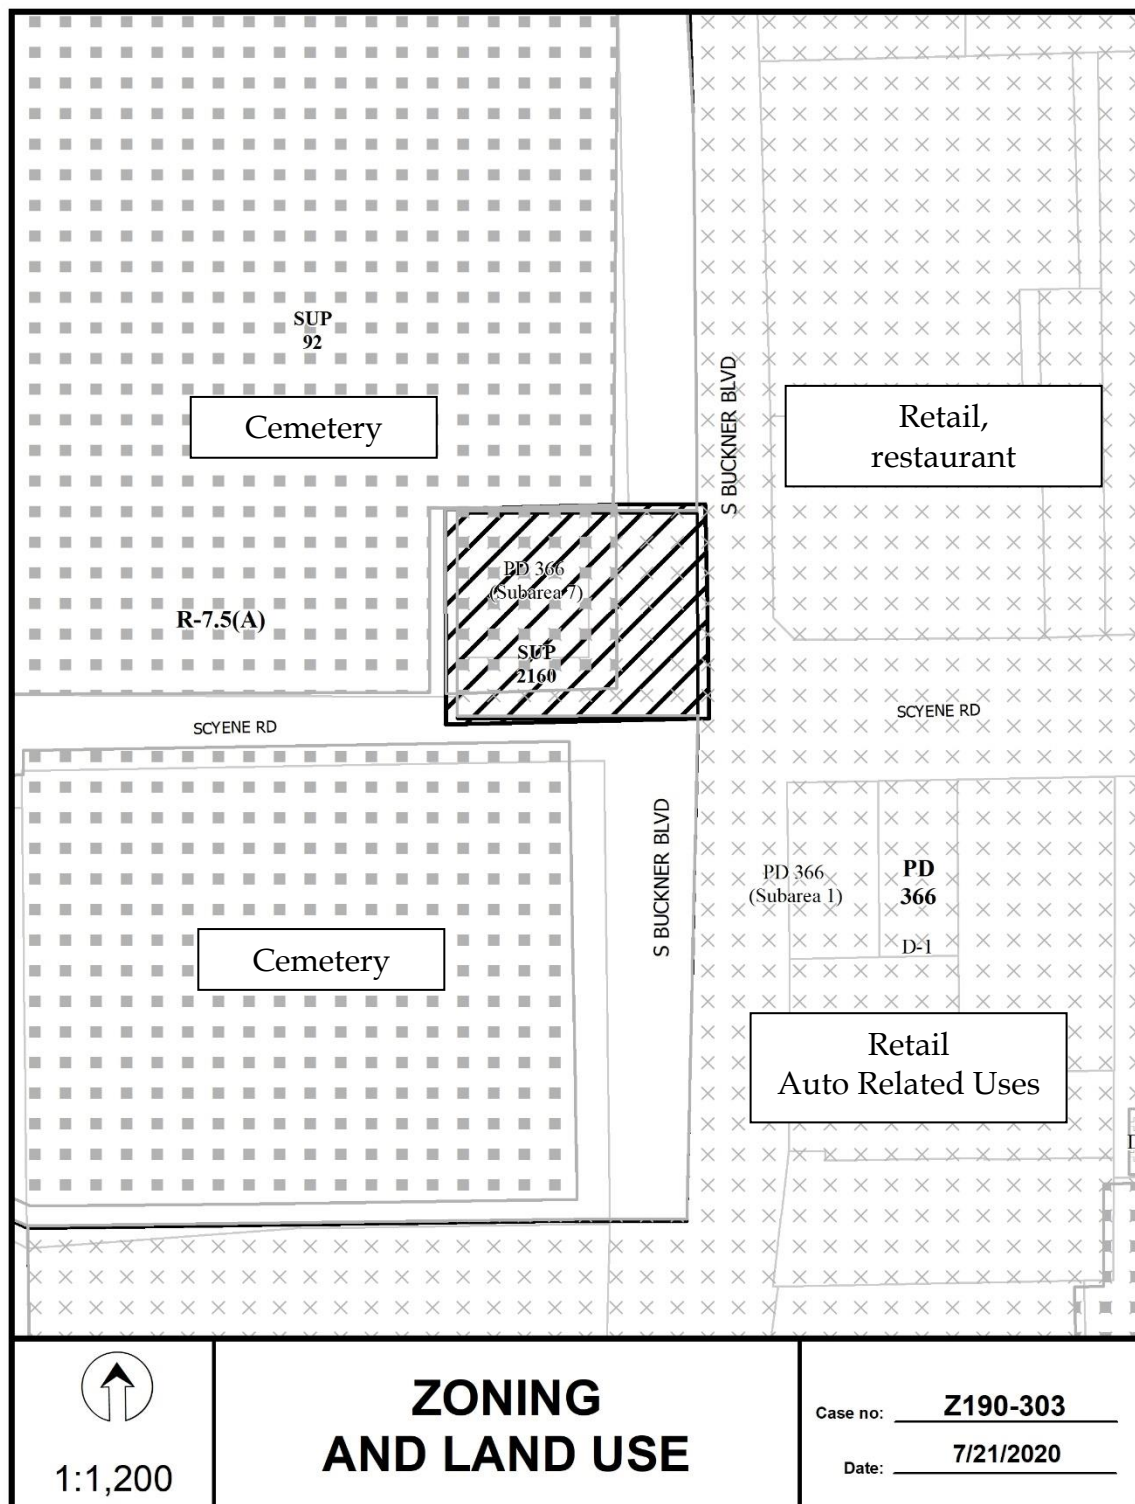 SUP
92
Cemetery
Retail,
restaurant
S BUCKNER BLVD
PD 366
(Subarea 7)
R-7.5(A)
SUP
2160
SCYENE RD
SCYENE RD
S BUCKNER BLVD
PD 366
(Subarea 1)
PD
366
D-1
Cemetery
Retail
Auto Related Uses
1:1,200
ZONING
AND LAND USE
Case no: Z190-303
Date: 7/21/2020